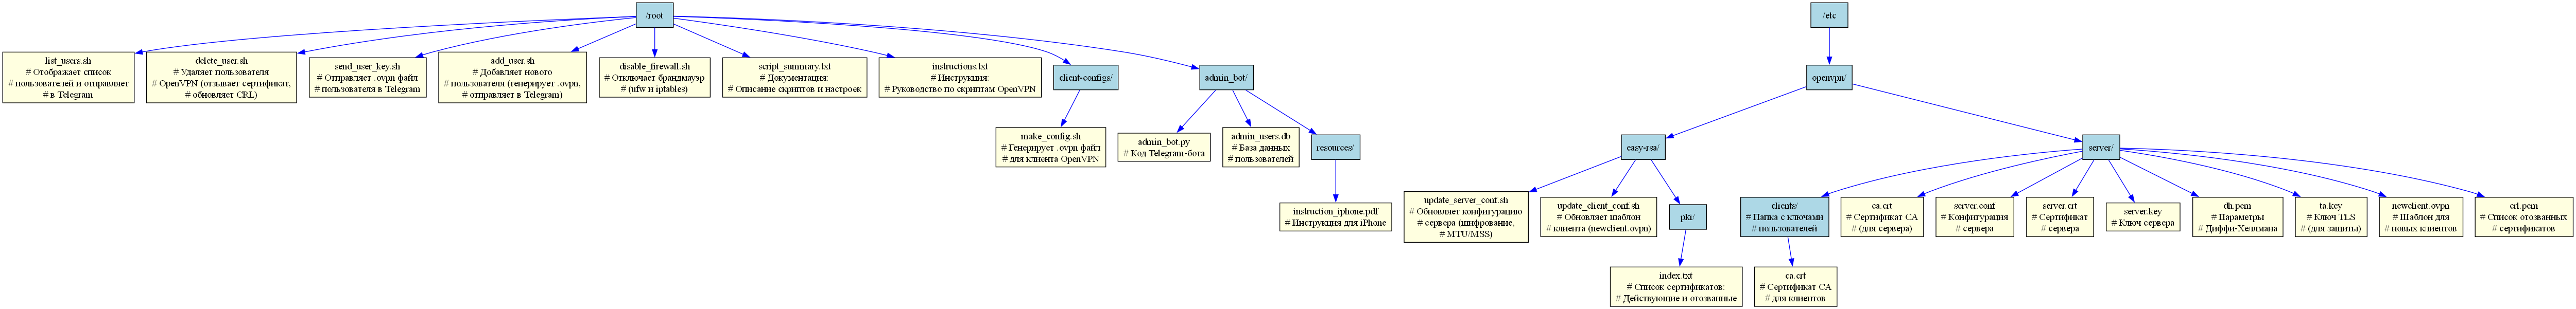 /root
/etc
list_users.sh
# Отображает список
# пользователей и отправляет
# в Telegram
delete_user.sh
# Удаляет пользователя
# OpenVPN (отзывает сертификат,
# обновляет CRL)
send_user_key.sh
# Отправляет .ovpn файл
# пользователя в Telegram
add_user.sh
# Добавляет нового
# пользователя (генерирует .ovpn,
# отправляет в Telegram)
disable_firewall.sh
# Отключает брандмауэр
# (ufw и iptables)
script_summary.txt
# Документация:
# Описание скриптов и настроек
instructions.txt
# Инструкция:
# Руководство по скриптам OpenVPN
client-configs/
admin_bot/
openvpn/
make_config.sh
# Генерирует .ovpn файл
# для клиента OpenVPN
admin_bot.py
# Код Telegram-бота
admin_users.db
# База данных
# пользователей
resources/
easy-rsa/
server/
instruction_iphone.pdf
# Инструкция для iPhone
update_server_conf.sh
# Обновляет конфигурацию
# сервера (шифрование,
# MTU/MSS)
update_client_conf.sh
# Обновляет шаблон
# клиента (newclient.ovpn)
pki/
clients/
# Папка с ключами
# пользователей
ca.crt
# Сертификат CA
# (для сервера)
server.conf
# Конфигурация
# сервера
server.crt
# Сертификат
# сервера
server.key
# Ключ сервера
dh.pem
# Параметры
# Диффи-Хеллмана
ta.key
# Ключ TLS
# (для защиты)
newclient.ovpn
# Шаблон для
# новых клиентов
crl.pem
# Список отозванных
# сертификатов
index.txt
# Список сертификатов:
# Действующие и отозванные
ca.crt
# Сертификат CA
# для клиентов